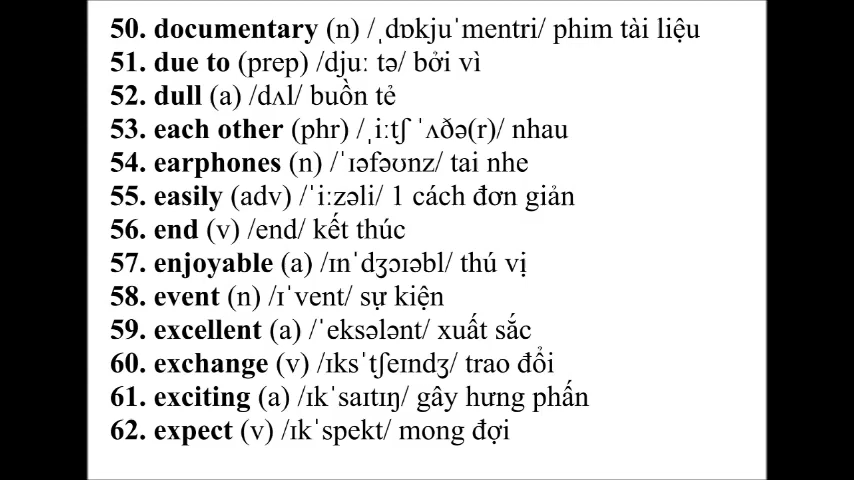 50. documentary (n) /ˌdɒkjuˈmentri/ phim tài liệu
51. due to (prep) /djuː tə/ bởi vì
52. dull (a) /dʌl/ buồn tẻ
53. each other (phr) /ˌiːtʃ ˈʌðə(r)/ nhau
54. earphones (n) /ˈɪəfəʊnz/ tai nhe
55. easily (adv) /ˈiːzəli/ 1 cách đơn giản
56. end (v) /end/ kết thúc
57. enjoyable (a) /ɪnˈdʒɔɪəbl/ thú vị
58. event (n) /ɪˈvent/ sự kiện
59. excellent (a) /ˈeksələnt/ xuất sắc
60. exchange (v) /ɪksˈtʃeɪndʒ/ trao đổi
61. exciting (a) /ɪkˈsaɪtɪŋ/ gây hưng phấn
62. expect (v) /ɪkˈspekt/ mong đợi